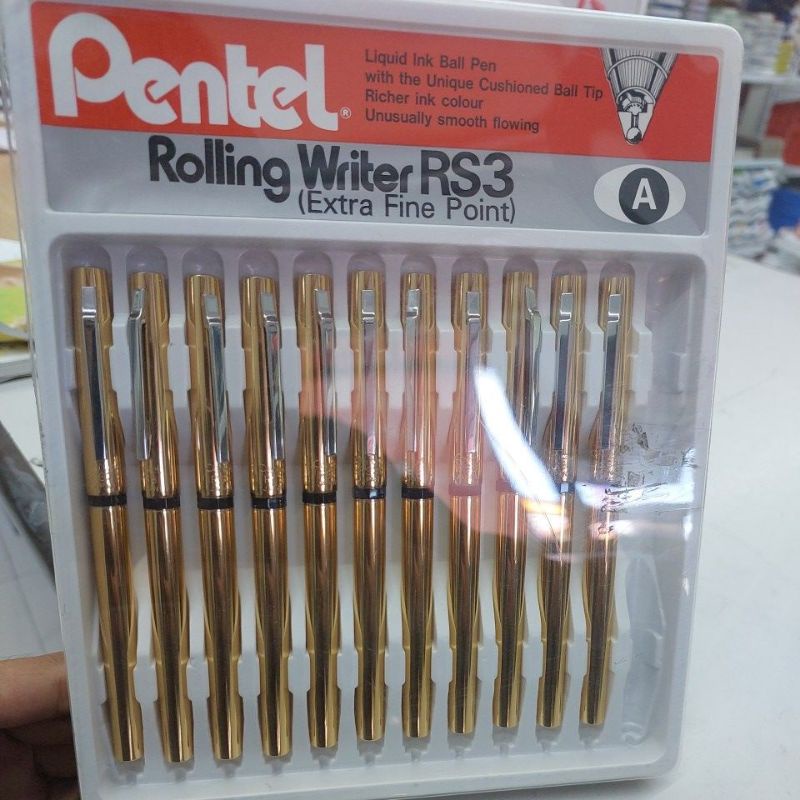 Pentel®
Liquid Ink Ball Pen
with the Unique Cushioned Ball Tip
Richer ink colour
Unusually smooth flowing
Rolling Writer RS3
(Extra Fine Point)
A